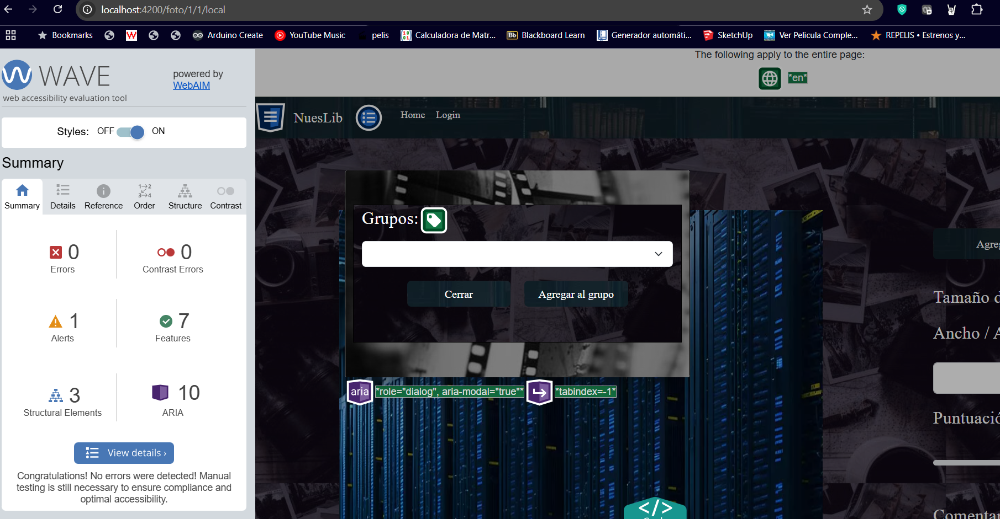 localhost:4200/foto/1/1/local
Bookmarks
Arduino Create
YouTube Music
pelis
Calculadora de Matr...
Bb Blackboard Learn
Generador automáti...
SketchUp
Ver Pelicula Comple...
REPELIS • Estrenos y...
WAVE
web accessibility evaluation tool
powered by
WebAIM
Styles: OFF ON
Summary
Summary
Details
Reference
Order
Structure
Contrast
0
Errors
0
Contrast Errors
1
Alerts
7
Features
3
Structural Elements
10
ARIA
View details ›
Congratulations! No errors were detected! Manual
testing is still necessary to ensure compliance and
optimal accessibility.
The following apply to the entire page:
*en*
NuesLib
Home
Login
Grupos:
Cerrar
Agregar al grupo
aria *role="dialog", aria-modal="true"* *tabindex=-1*
</>
Agreg
Tamaño d
Ancho / A
Puntuació
Comentar